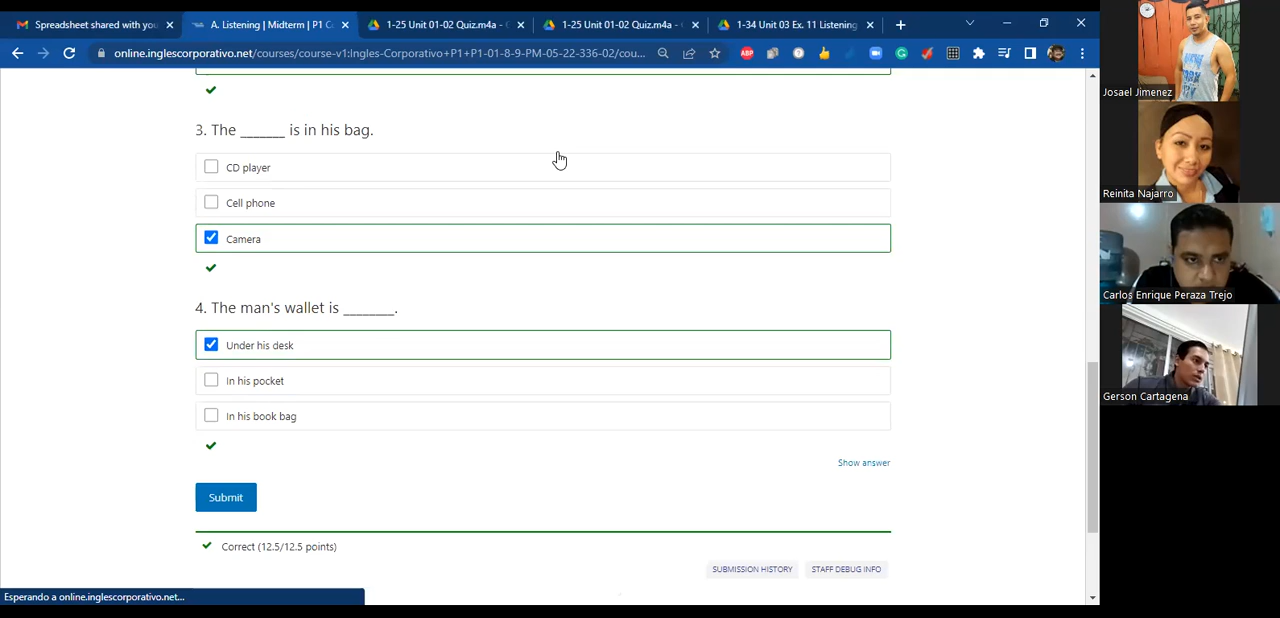 Spreadsheet shared with you
A. Listening | Midterm | P1 C
1-25 Unit 01-02 Quiz.m4a - G
1-25 Unit 01-02 Quiz.m4a -
1-34 Unit 03 Ex. 11 Listening
online.inglescorporativo.net/courses/course-v1:Ingles-Corporativo+P1+P1-01-8-9-PM-05-22-336-02/cou...
ABP
3. The _______ is in his bag.
CD player
Cell phone
Camera
4. The man's wallet is ________.
Under his desk
In his pocket
In his book bag
Show answer
Submit
Correct (12.5/12.5 points)
SUBMISSION HISTORY
STAFF DEBUG INFO
Esperando a online.inglescorporativo.net...
Josael Jimenez
Reinita Najarro
Carlos Enrique Peraza Trejo
Gerson Cartagena